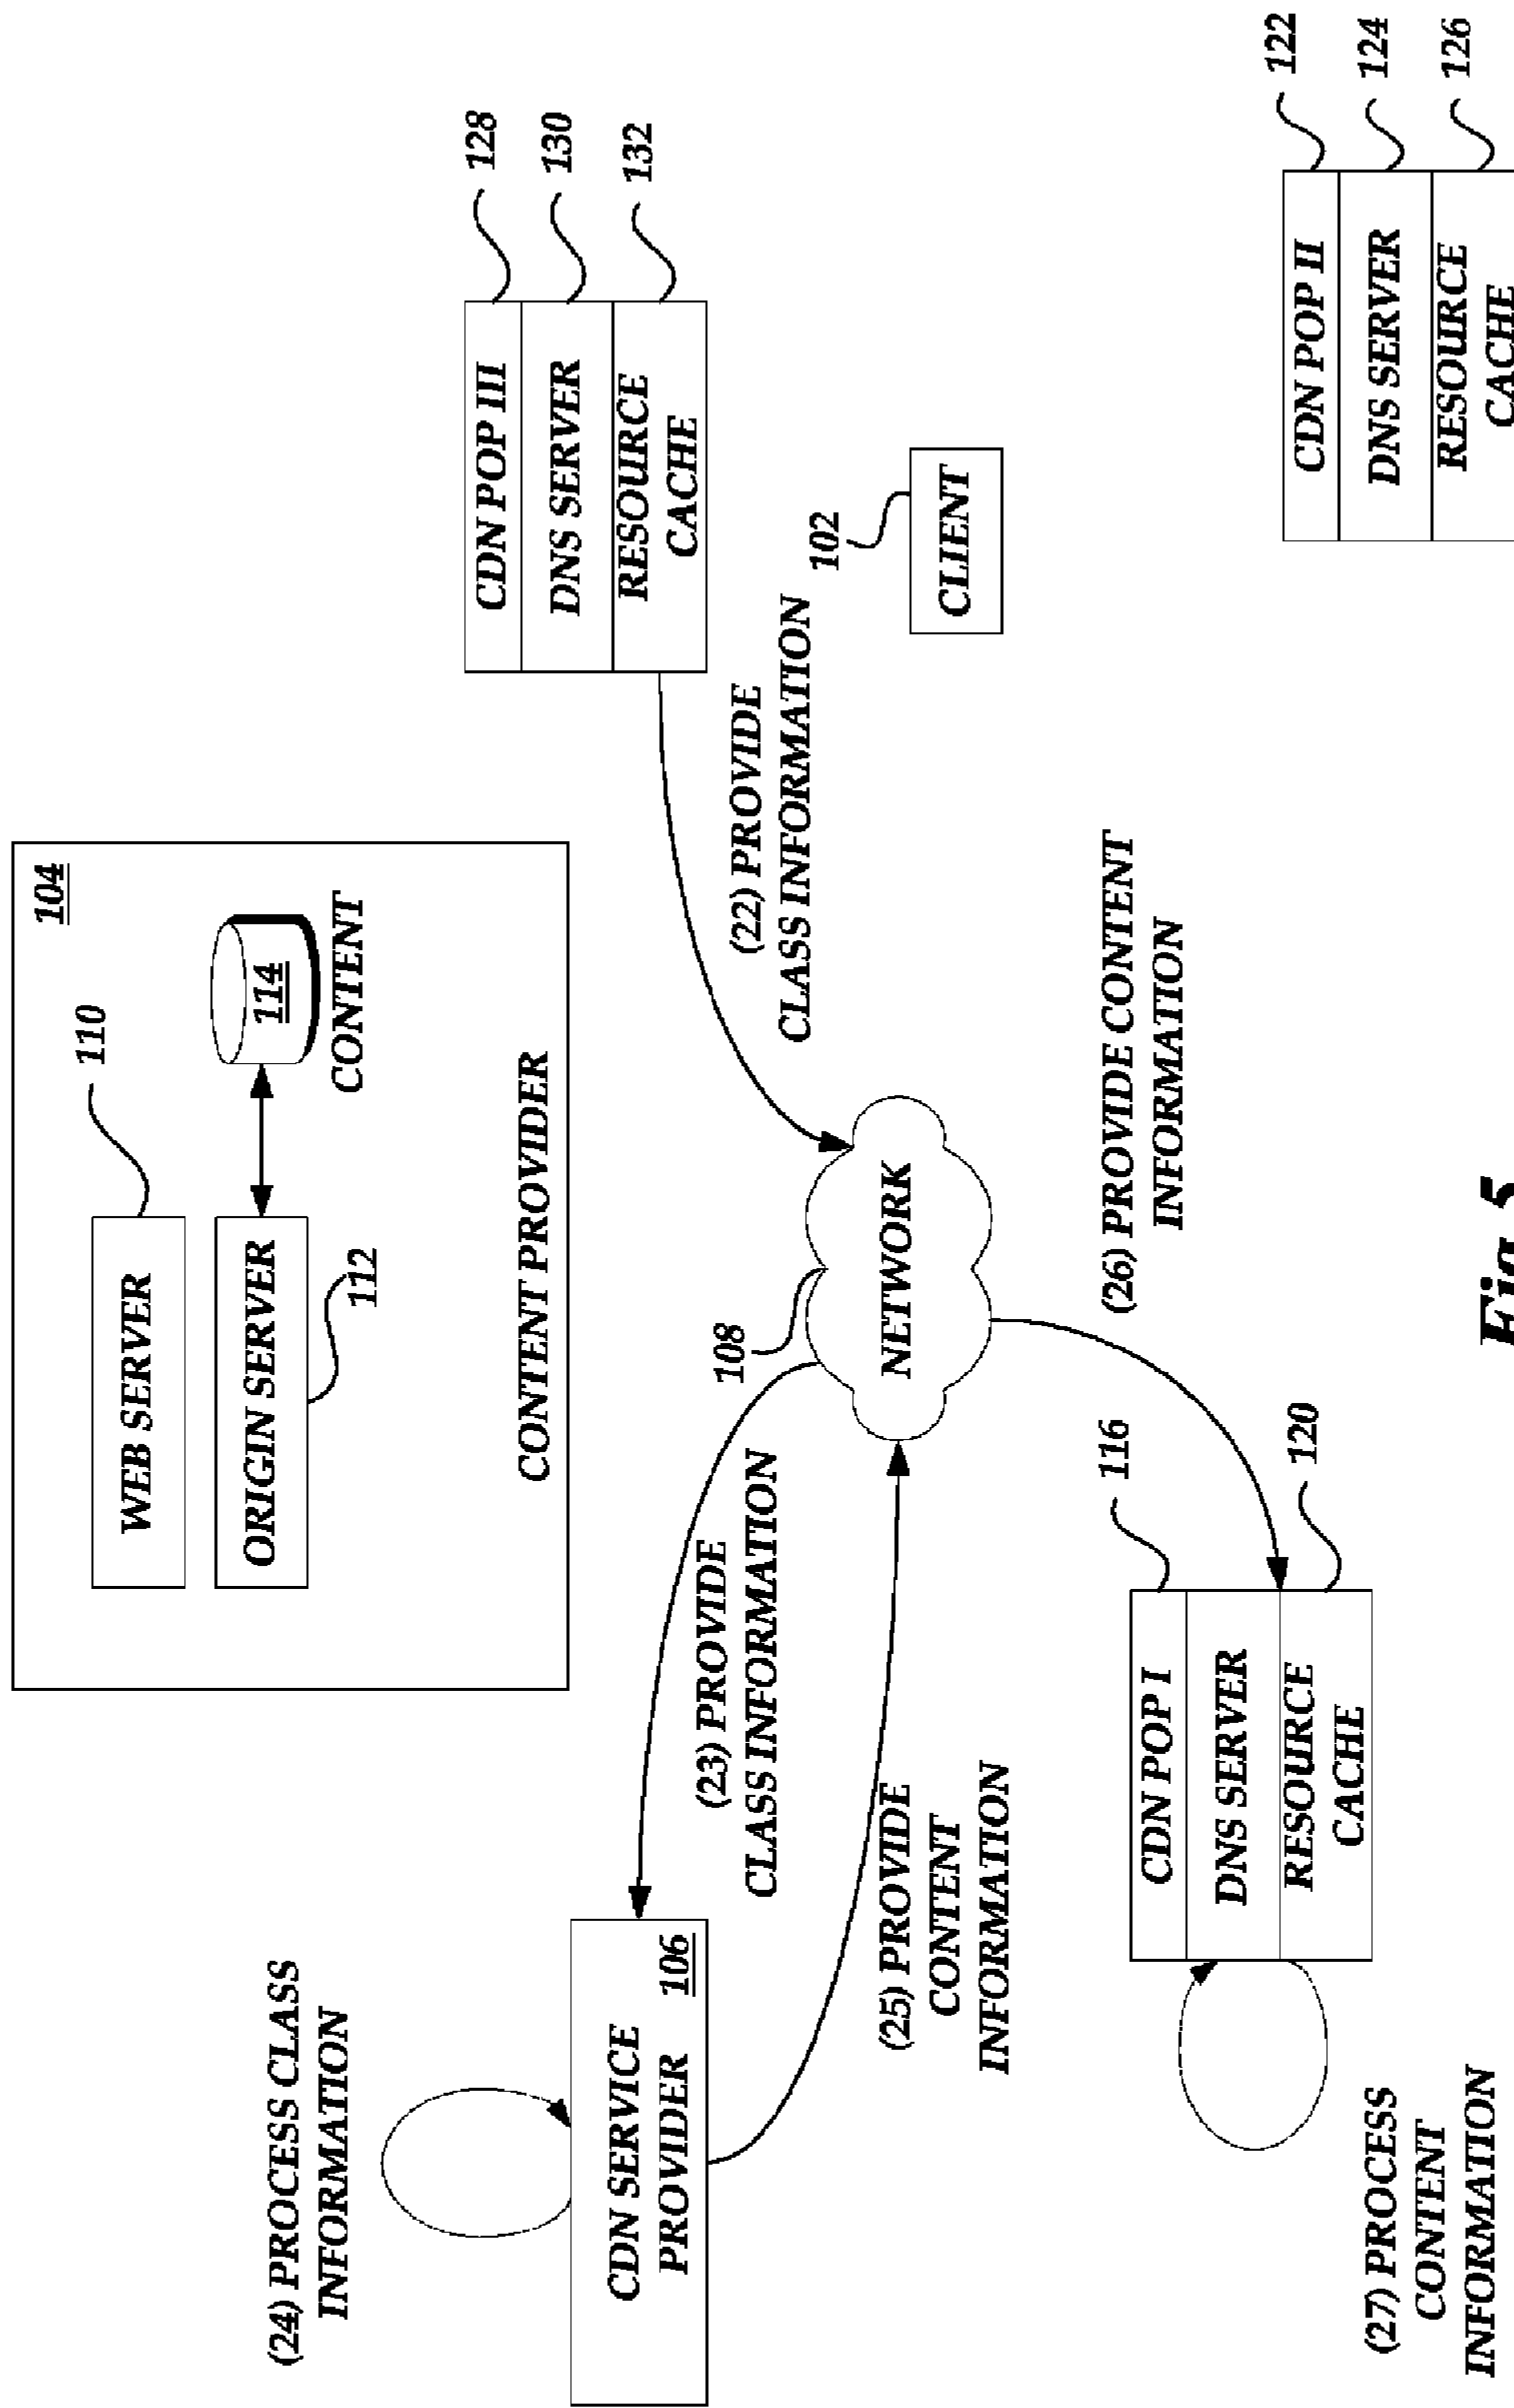 104
WEB SERVER
110
ORIGIN SERVER
112
114
CONTENT
CONTENT PROVIDER
(24) PROCESS CLASS
INFORMATION
CDN SERVICE
PROVIDER
106
(23) PROVIDE
CLASS INFORMATION
(25) PROVIDE
CONTENT
INFORMATION
108
NETWORK
(22) PROVIDE
CLASS INFORMATION
CDN POP III
128
DNS SERVER
130
RESOURCE
CACHE
132
102
CLIENT
(26) PROVIDE CONTENT
INFORMATION
CDN POP I
116
DNS SERVER
RESOURCE
CACHE
120
(27) PROCESS
CONTENT
INFORMATION
CDN POP II
122
DNS SERVER
124
RESOURCE
CACHE
126
Fig. 5